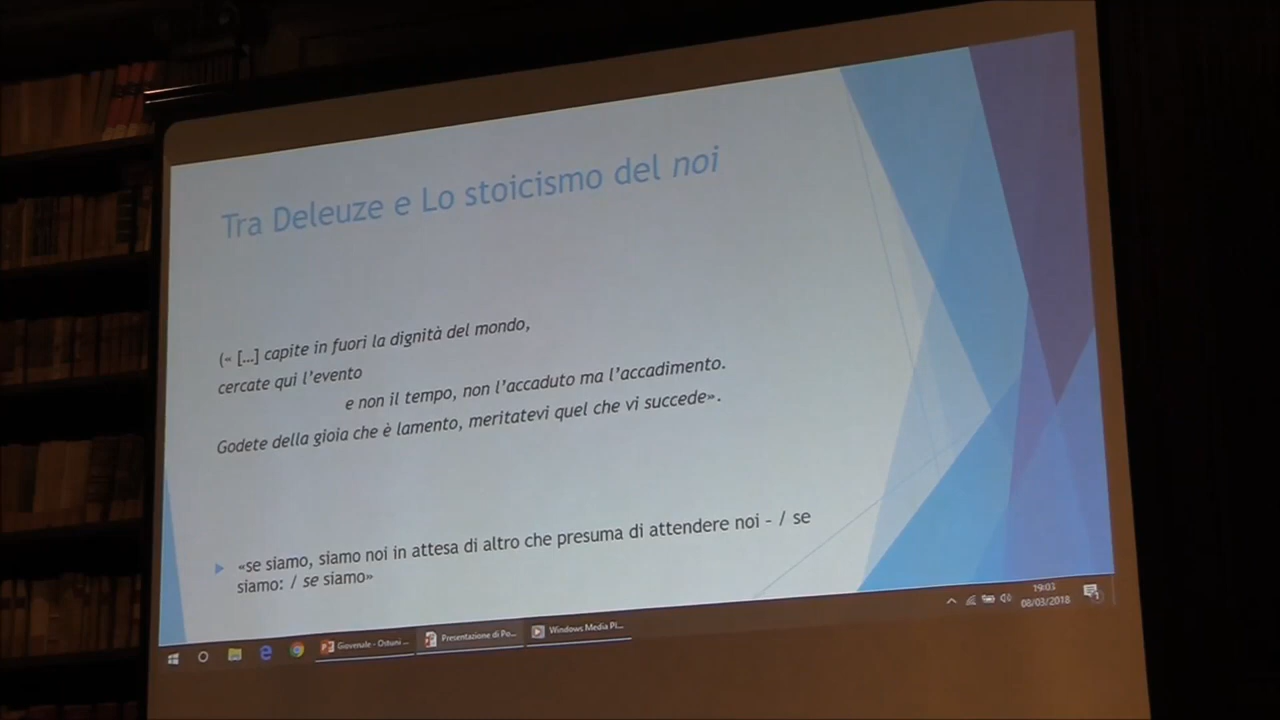 Tra Deleuze e Lo stoicismo del noi
(« [...] capite in fuori la dignità del mondo,
cercate qui l'evento
e non il tempo, non l'accaduto ma l'accadimento.
Godete della gioia che è lamento, meritatevi quel che vi succede».
«se siamo, siamo noi in attesa di altro che presuma di attendere noi - / se
siamo: / se siamo»
19:03
08/03/2018
1
Giovenale - Ostuni ...
Presentazione di Po...
Windows Media Pl...